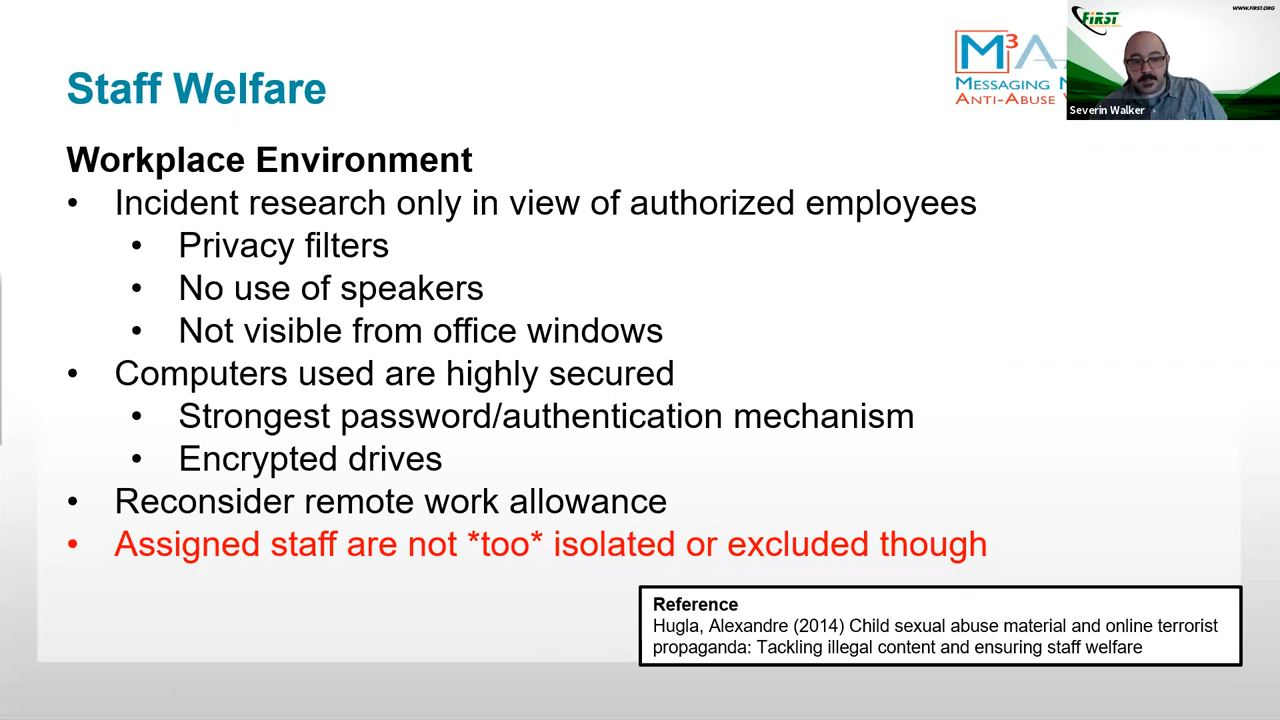 WWW.FIRST.ORG
FiRST
Staff Welfare
M3AA
MESSAGING
ANTI-ABUSE
Severin Walker
Workplace Environment
• Incident research only in view of authorized employees
• Privacy filters
• No use of speakers
• Not visible from office windows
• Computers used are highly secured
• Strongest password/authentication mechanism
• Encrypted drives
• Reconsider remote work allowance
• Assigned staff are not *too* isolated or excluded though
Reference
Hugla, Alexandre (2014) Child sexual abuse material and online terrorist
propaganda: Tackling illegal content and ensuring staff welfare